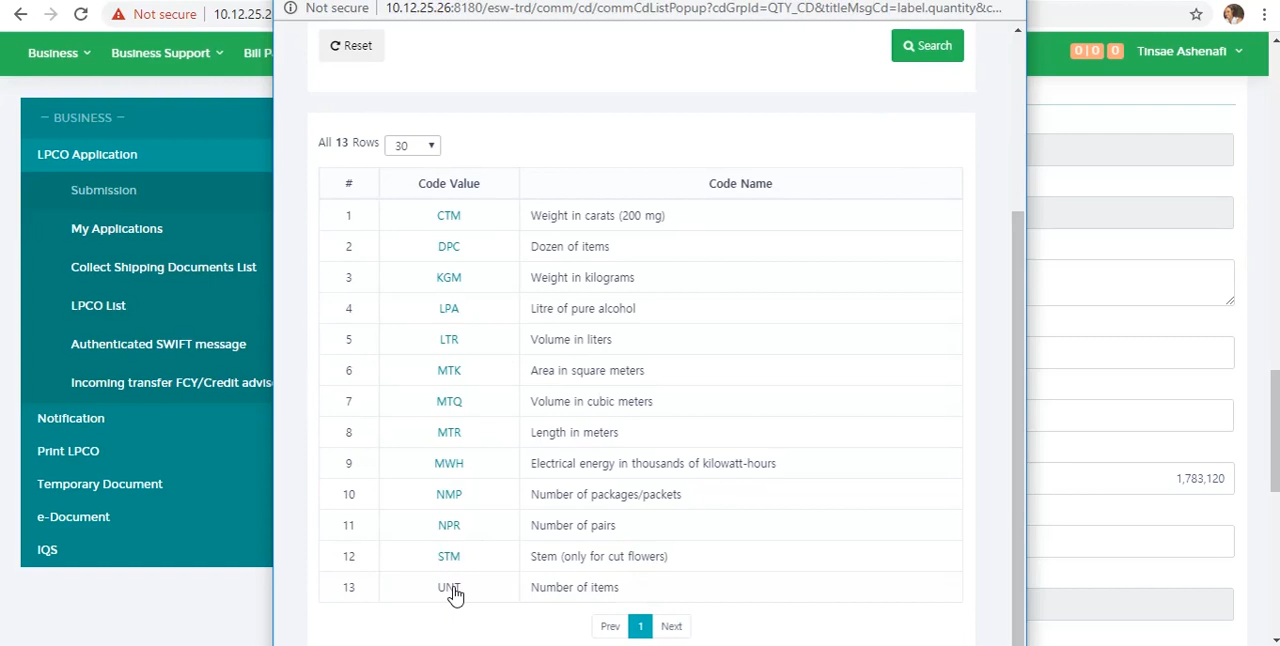 Not secure 10.12.25.2
Not secure 10.12.25.26:8180/esw-trd/comm/cd/commCdListPopup?cdGrpId=QTY_CD&titleMsgCd=label.quantity&c...
Business Business Support Bill P
0 | 0 0 Tinsae Ashenafi
Reset Search
— BUSINESS —
LPCO Application
Submission
My Applications
Collect Shipping Documents List
LPCO List
Authenticated SWIFT message
Incoming transfer FCY/Credit advis
Notification
Print LPCO
Temporary Document
e-Document
IQS
All 13 Rows 30
# Code Value Code Name
1 CTM Weight in carats (200 mg)
2 DPC Dozen of items
3 KGM Weight in kilograms
4 LPA Litre of pure alcohol
5 LTR Volume in liters
6 MTK Area in square meters
7 MTQ Volume in cubic meters
8 MTR Length in meters
9 MWH Electrical energy in thousands of kilowatt-hours
10 NMP Number of packages/packets
11 NPR Number of pairs
12 STM Stem (only for cut flowers)
13 UNT Number of items
Prev 1 Next
1,783,120